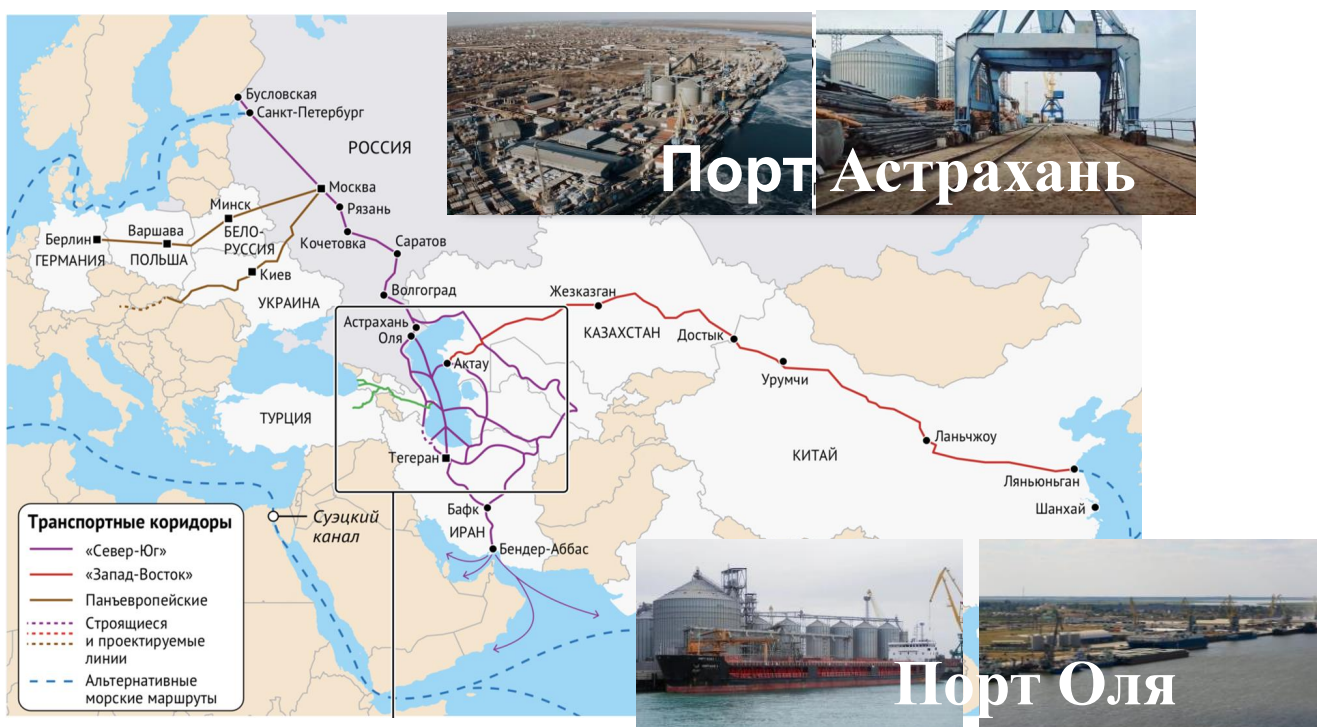 Порт Астрахань
Бусловская
Санкт-Петербург
РОССИЯ
Москва
Минск
Рязань
Варшава
БЕЛО-
РУССИЯ
Берлин
Кочетовка
Саратов
ГЕРМАНИЯ
ПОЛЬША
Киев
Волгоград
Жезказган
УКРАИНА
Астрахань
КАЗАХСТАН
Достык
Оля
Актау
Урумчи
ТУРЦИЯ
Ланьчжоу
КИТАЙ
Тегеран
Ляньюньган
Бафк
Шанхай
Суэцкий
канал
ИРАН
Бендер-Аббас
Транспортные коридоры
«Север-Юг»
«Запад-Восток»
Панъевропейские
Строящиеся
и проектируемые
линии
Альтернативные
морские маршруты
Порт Оля